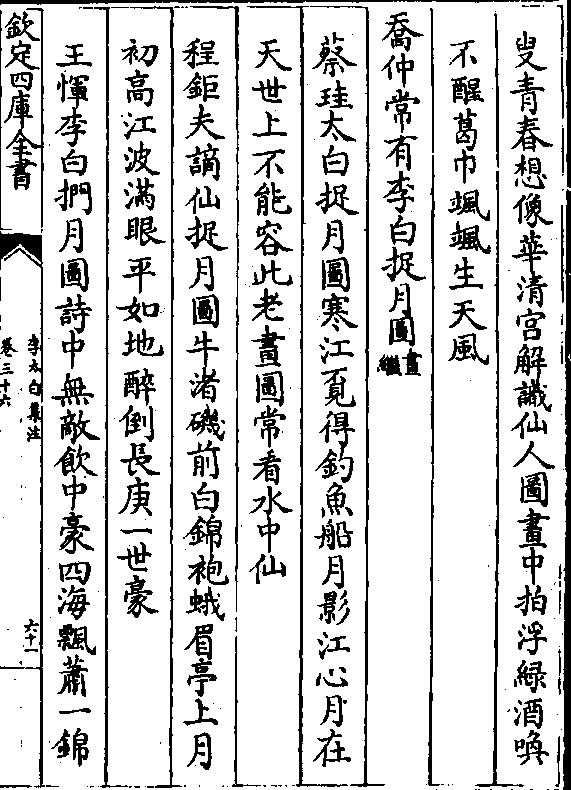 叟青春想像華清宫解識仙人圖畫中拍浮緑酒喚
不醒葛巾颯颯生天風
喬仲常有李白捉月圖畫繼
蔡珪太白捉月圖寒江覔得釣魚船月影江心月在
天世上不能容此老畫圖常看水中仙
程鉅夫謫仙捉月圖牛渚磯前白錦袍蛾眉亭上月
初高江波滿眼平如地醉倒長庚一世豪
王惲李白捫月圖詩中無敵飲中豪四海飄蕭一錦
欽定四庫全書
李太白集注
卷三十六
六十一